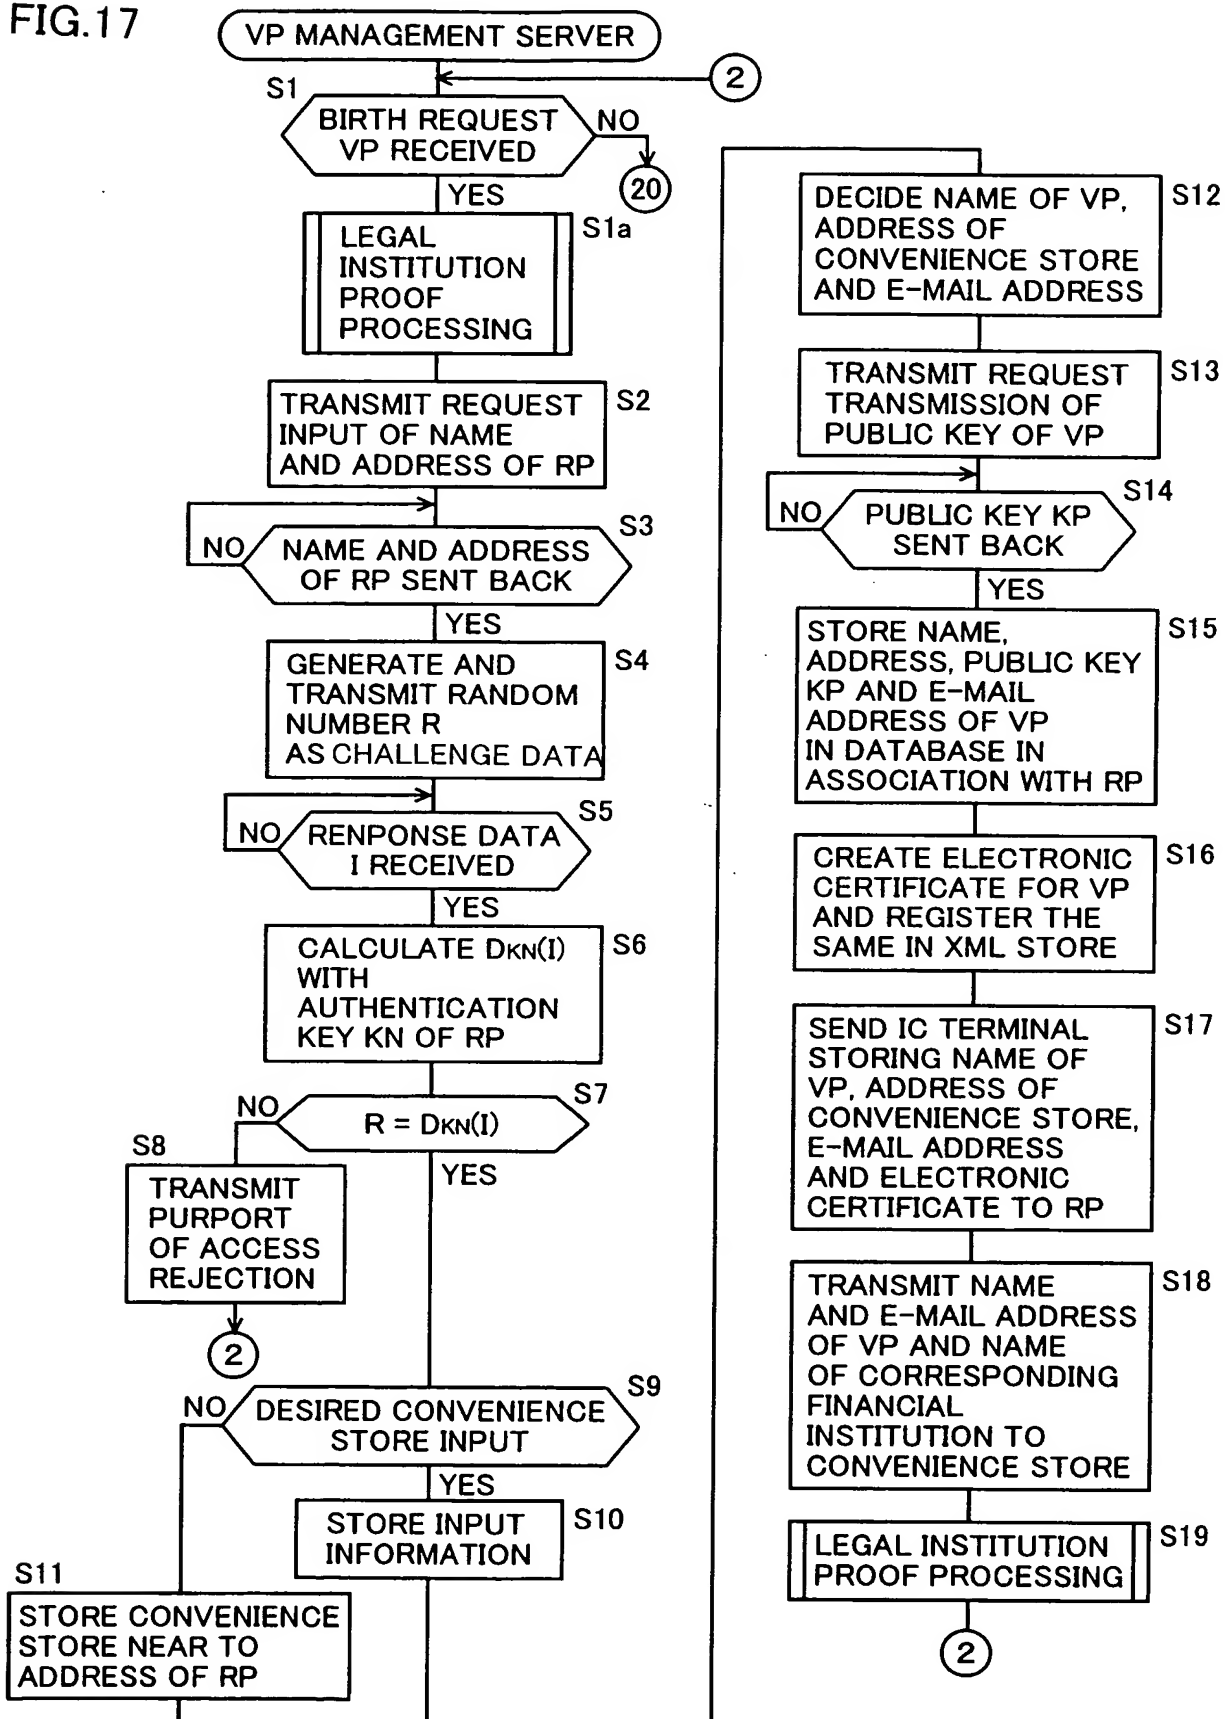 FIG.17
VP MANAGEMENT SERVER
2
S1
BIRTH REQUEST
VP RECEIVED
NO
20
YES
S1a
LEGAL
INSTITUTION
PROOF
PROCESSING
S2
TRANSMIT REQUEST
INPUT OF NAME
AND ADDRESS OF RP
S3
NO
NAME AND ADDRESS
OF RP SENT BACK
YES
S4
GENERATE AND
TRANSMIT RANDOM
NUMBER R
AS CHALLENGE DATA
S5
NO
RENPONSE DATA
I RECEIVED
YES
S6
CALCULATE DKN(I)
WITH
AUTHENTICATION
KEY KN OF RP
S7
NO
R = DKN(I)
YES
S8
TRANSMIT
PURPORT
OF ACCESS
REJECTION
2
S9
NO
DESIRED CONVENIENCE
STORE INPUT
YES
S10
STORE INPUT
INFORMATION
S11
STORE CONVENIENCE
STORE NEAR TO
ADDRESS OF RP
S12
DECIDE NAME OF VP,
ADDRESS OF
CONVENIENCE STORE
AND E-MAIL ADDRESS
S13
TRANSMIT REQUEST
TRANSMISSION OF
PUBLIC KEY OF VP
S14
NO
PUBLIC KEY KP
SENT BACK
YES
S15
STORE NAME,
ADDRESS, PUBLIC KEY
KP AND E-MAIL
ADDRESS OF VP
IN DATABASE IN
ASSOCIATION WITH RP
S16
CREATE ELECTRONIC
CERTIFICATE FOR VP
AND REGISTER THE
SAME IN XML STORE
S17
SEND IC TERMINAL
STORING NAME OF
VP, ADDRESS OF
CONVENIENCE STORE,
E-MAIL ADDRESS
AND ELECTRONIC
CERTIFICATE TO RP
S18
TRANSMIT NAME
AND E-MAIL ADDRESS
OF VP AND NAME
OF CORRESPONDING
FINANCIAL
INSTITUTION TO
CONVENIENCE STORE
S19
LEGAL INSTITUTION
PROOF PROCESSING
2